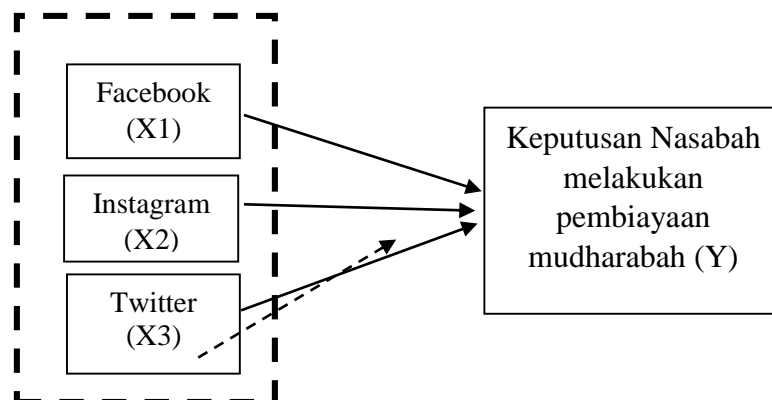 Facebook
(X1)
Instagram
(X2)
Twitter
(X3)
Keputusan Nasabah
melakukan
pembiayaan
mudharabah (Y)